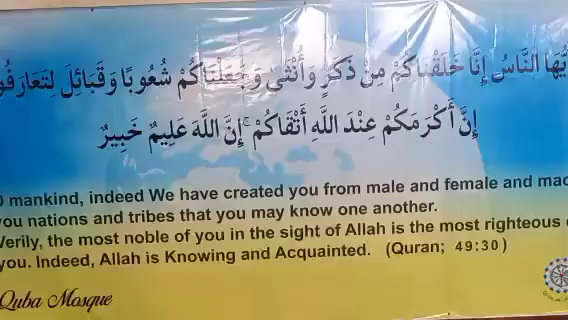 يُّهَا النَّاسُ إِنَّا خَلَقْنَاكُمْ مِنْ ذَكَرٍ وَأُنْثَى وَجَعَلْنَاكُمْ شُعُوبًا وَقَبَائِلَ لِتَعَارَفُو
إِنَّ أَكْرَمَكُمْ عِنْدَ اللَّهِ أَتْقَاكُمْ ۚ إِنَّ اللَّهَ عَلِيمٌ خَبِيرٌ
O mankind, indeed We have created you from male and female and mad
you nations and tribes that you may know one another.
Verily, the most noble of you in the sight of Allah is the most righteous
you. Indeed, Allah is Knowing and Acquainted. (Quran; 49:30)
Quba Mosque